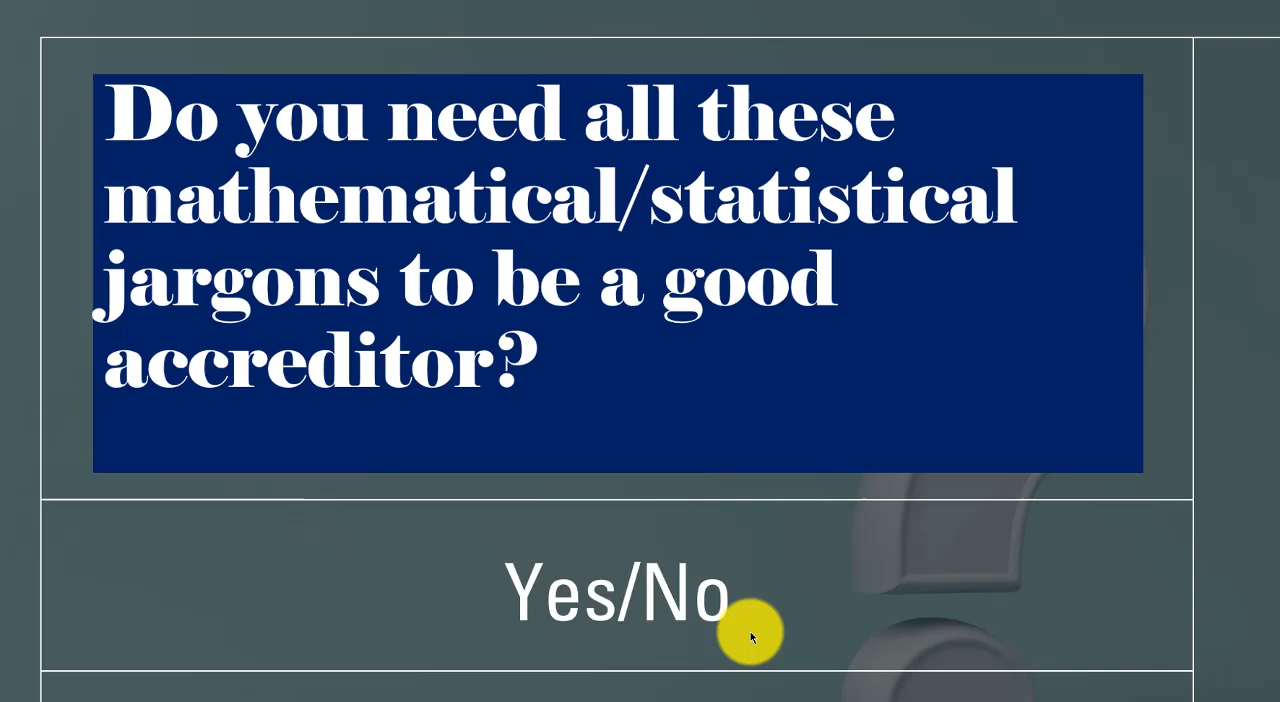 Do you need all these
mathematical/statistical
jargons to be a good
accreditor?
Yes/No